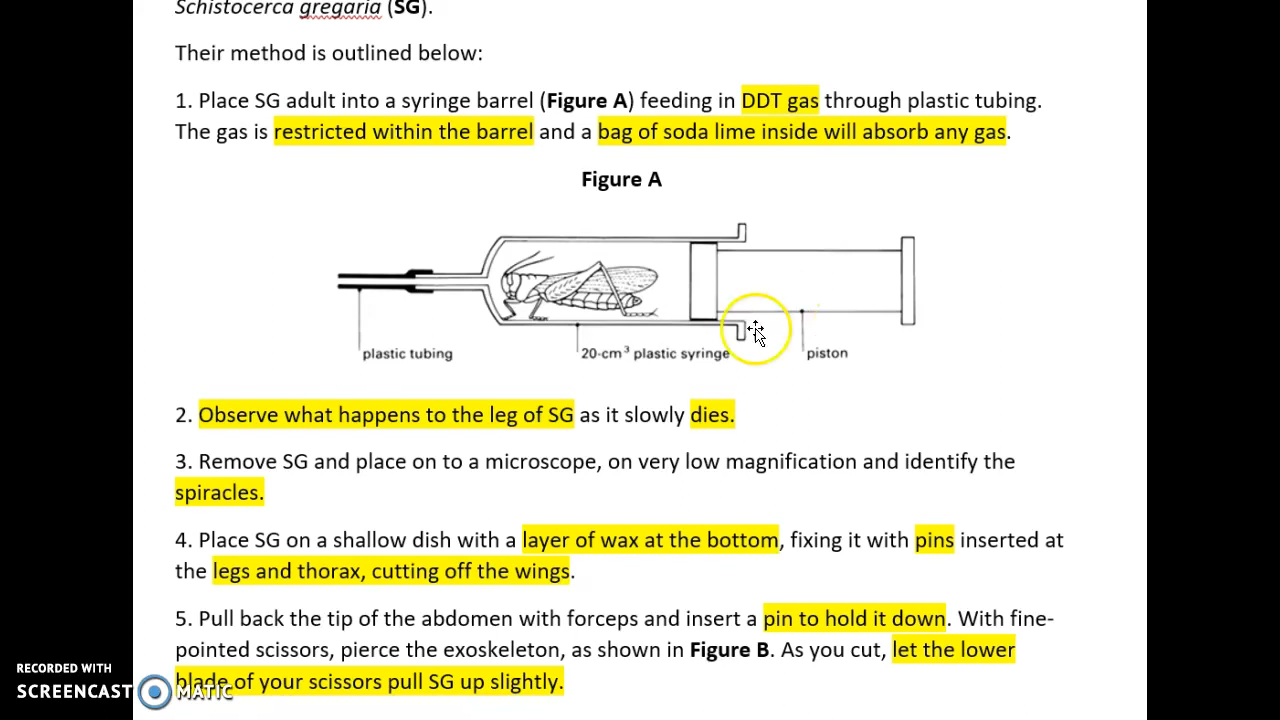 Schistocerca gregaria (SG).
Their method is outlined below:
1. Place SG adult into a syringe barrel (Figure A) feeding in DDT gas through plastic tubing.
The gas is restricted within the barrel and a bag of soda lime inside will absorb any gas.
Figure A
plastic tubing
20-cm³ plastic syringe
piston
2. Observe what happens to the leg of SG as it slowly dies.
3. Remove SG and place on to a microscope, on very low magnification and identify the
spiracles.
4. Place SG on a shallow dish with a layer of wax at the bottom, fixing it with pins inserted at
the legs and thorax, cutting off the wings.
5. Pull back the tip of the abdomen with forceps and insert a pin to hold it down. With fine-
pointed scissors, pierce the exoskeleton, as shown in Figure B. As you cut, let the lower
blade of your scissors pull SG up slightly.
RECORDED WITH
SCREENCAST MATIC